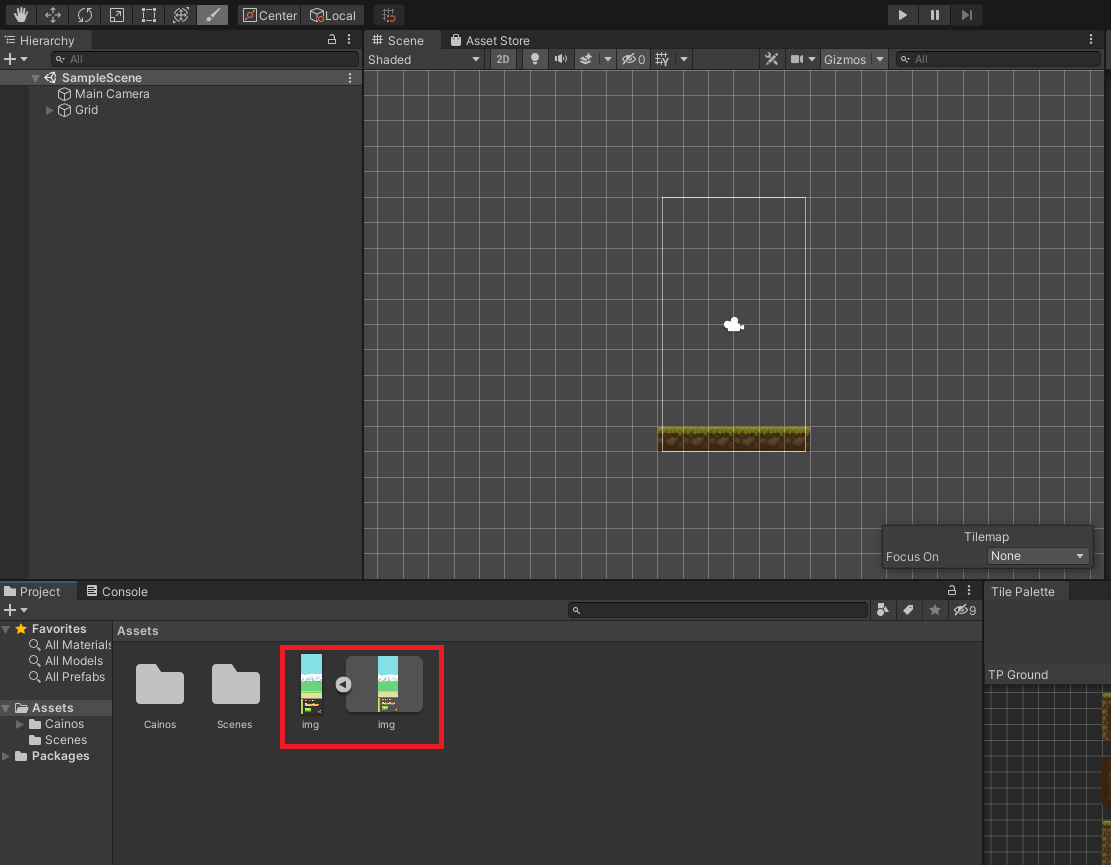 Center
Local
Hierarchy
All
SampleScene
Main Camera
Grid
Scene
Asset Store
Shaded
2D
0
Gizmos
All
Tilemap
Focus On
None
Project
Console
9
Favorites
All Materials
All Models
All Prefabs
Assets
Cainos
Scenes
Packages
Assets
Cainos
Scenes
img
img
Tile Palette
TP Ground